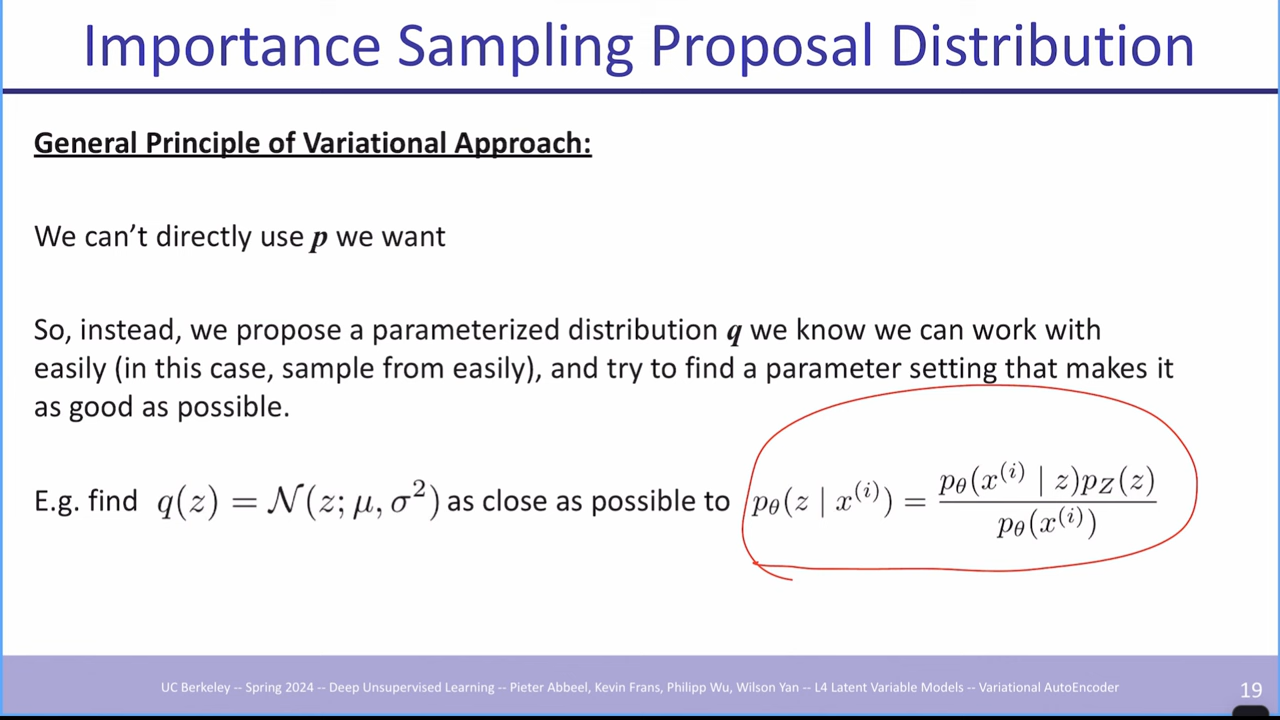 Importance Sampling Proposal Distribution
General Principle of Variational Approach:
We can't directly use p we want
So, instead, we propose a parameterized distribution q we know we can work with
easily (in this case, sample from easily), and try to find a parameter setting that makes it
as good as possible.
E.g. find q(z) = 𝒩(z; μ, σ²) as close as possible to p_θ(z | x^(i)) = p_θ(x^(i) | z)p_Z(z) / p_θ(x^(i))
UC Berkeley -- Spring 2024 -- Deep Unsupervised Learning -- Pieter Abbeel, Kevin Frans, Philipp Wu, Wilson Yan -- L4 Latent Variable Models -- Variational AutoEncoder
19